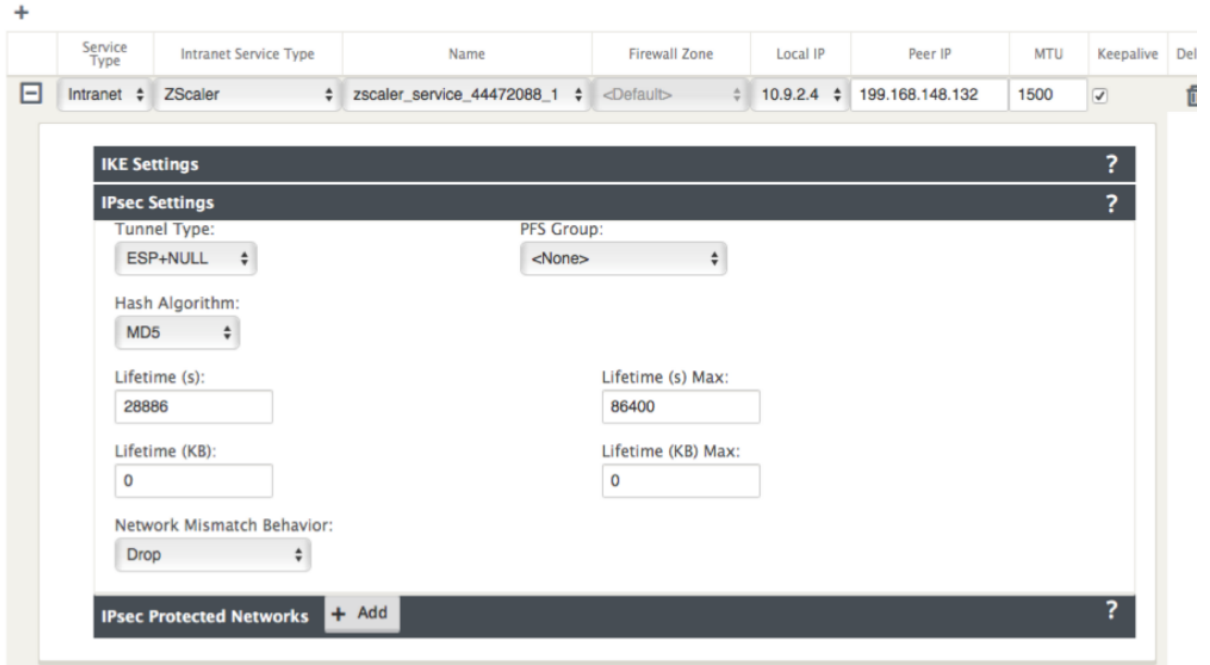 +
Service Type Intranet Service Type Name Firewall Zone Local IP Peer IP MTU Keepalive Del
Intranet ZScaler zscaler_service_44472088_1 <Default> 10.9.2.4 199.168.148.132 1500
IKE Settings ?
IPsec Settings ?
Tunnel Type: PFS Group:
ESP+NULL <None>
Hash Algorithm:
MD5
Lifetime (s): Lifetime (s) Max:
28886 86400
Lifetime (KB): Lifetime (KB) Max:
0 0
Network Mismatch Behavior:
Drop
IPsec Protected Networks + Add ?